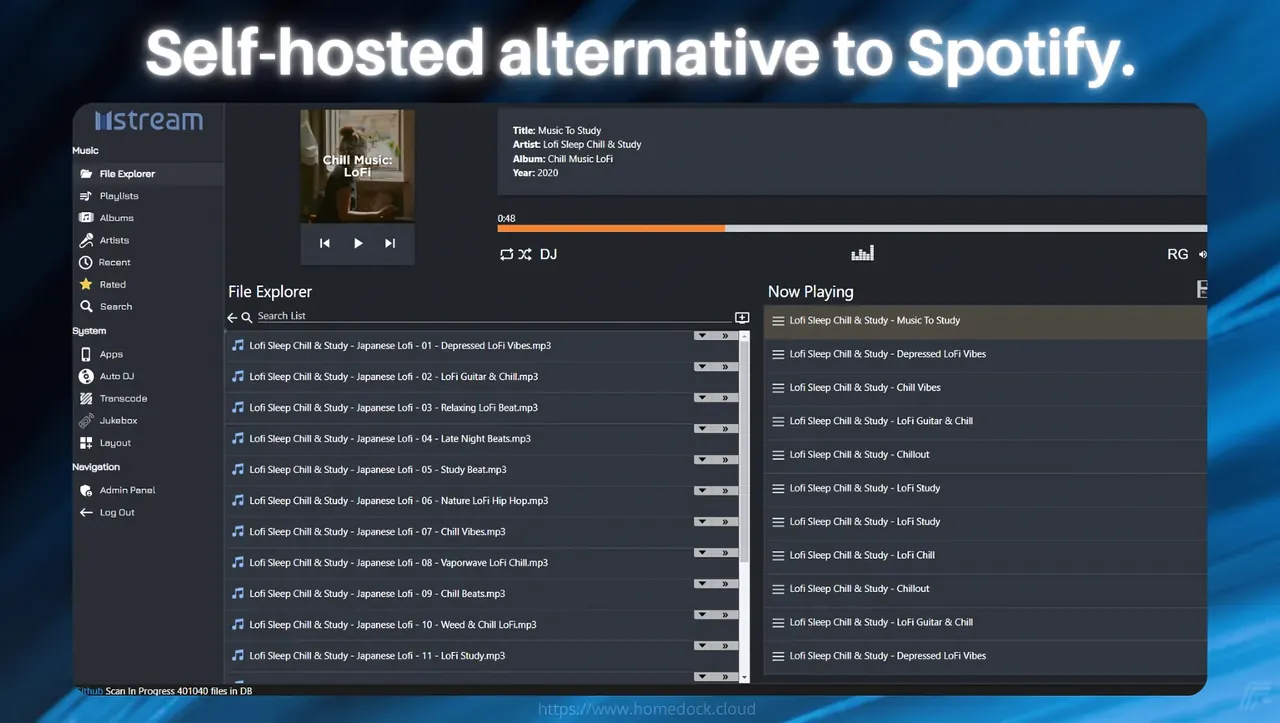 Self-hosted alternative to Spotify.
mstream
Music
File Explorer
Playlists
Albums
Artists
Recent
Rated
Search
System
Apps
Auto DJ
Transcode
Jukebox
Layout
Navigation
Admin Panel
Log Out
Chill Music:
LoFi
Title: Music To Study
Artist: Lofi Sleep Chill & Study
Album: Chill Music LoFi
Year: 2020
0:48
DJ
RG
File Explorer
Search List
Lofi Sleep Chill & Study - Japanese Lofi - 01 - Depressed LoFi Vibes.mp3
Lofi Sleep Chill & Study - Japanese Lofi - 02 - LoFi Guitar & Chill.mp3
Lofi Sleep Chill & Study - Japanese Lofi - 03 - Relaxing LoFi Beat.mp3
Lofi Sleep Chill & Study - Japanese Lofi - 04 - Late Night Beats.mp3
Lofi Sleep Chill & Study - Japanese Lofi - 05 - Study Beat.mp3
Lofi Sleep Chill & Study - Japanese Lofi - 06 - Nature LoFi Hip Hop.mp3
Lofi Sleep Chill & Study - Japanese Lofi - 07 - Chill Vibes.mp3
Lofi Sleep Chill & Study - Japanese Lofi - 08 - Vaporwave LoFi Chill.mp3
Lofi Sleep Chill & Study - Japanese Lofi - 09 - Chill Beats.mp3
Lofi Sleep Chill & Study - Japanese Lofi - 10 - Weed & Chill LoFi.mp3
Lofi Sleep Chill & Study - Japanese Lofi - 11 - LoFi Study.mp3
Now Playing
Lofi Sleep Chill & Study - Music To Study
Lofi Sleep Chill & Study - Depressed LoFi Vibes
Lofi Sleep Chill & Study - Chill Vibes
Lofi Sleep Chill & Study - LoFi Guitar & Chill
Lofi Sleep Chill & Study - Chillout
Lofi Sleep Chill & Study - LoFi Study
Lofi Sleep Chill & Study - LoFi Study
Lofi Sleep Chill & Study - LoFi Chill
Lofi Sleep Chill & Study - Chillout
Lofi Sleep Chill & Study - LoFi Guitar & Chill
Lofi Sleep Chill & Study - Depressed LoFi Vibes
Github Scan In Progress 401040 files in DB
https://www.homedock.cloud